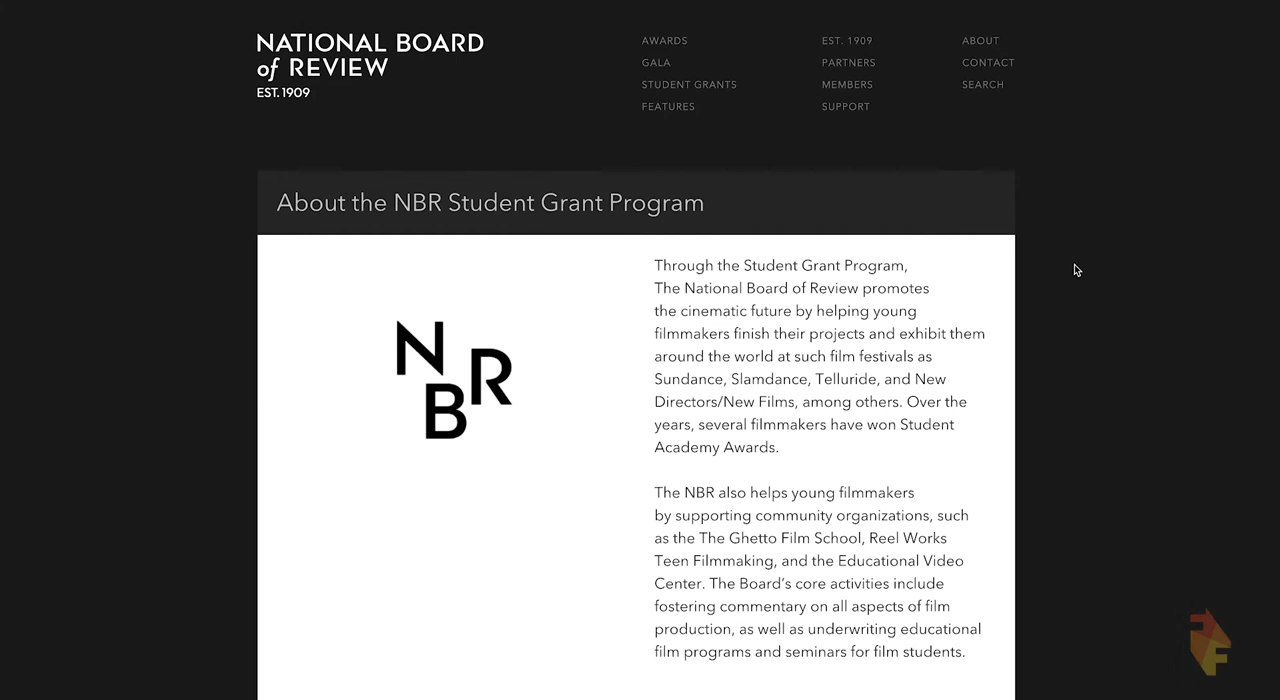 NATIONAL BOARD
of REVIEW
EST. 1909
AWARDS
GALA
STUDENT GRANTS
FEATURES
EST. 1909
PARTNERS
MEMBERS
SUPPORT
ABOUT
CONTACT
SEARCH
About the NBR Student Grant Program
N
R
B
Through the Student Grant Program,
The National Board of Review promotes
the cinematic future by helping young
filmmakers finish their projects and exhibit them
around the world at such film festivals as
Sundance, Slamdance, Telluride, and New
Directors/New Films, among others. Over the
years, several filmmakers have won Student
Academy Awards.
The NBR also helps young filmmakers
by supporting community organizations, such
as the The Ghetto Film School, Reel Works
Teen Filmmaking, and the Educational Video
Center. The Board's core activities include
fostering commentary on all aspects of film
production, as well as underwriting educational
film programs and seminars for film students.
F
F